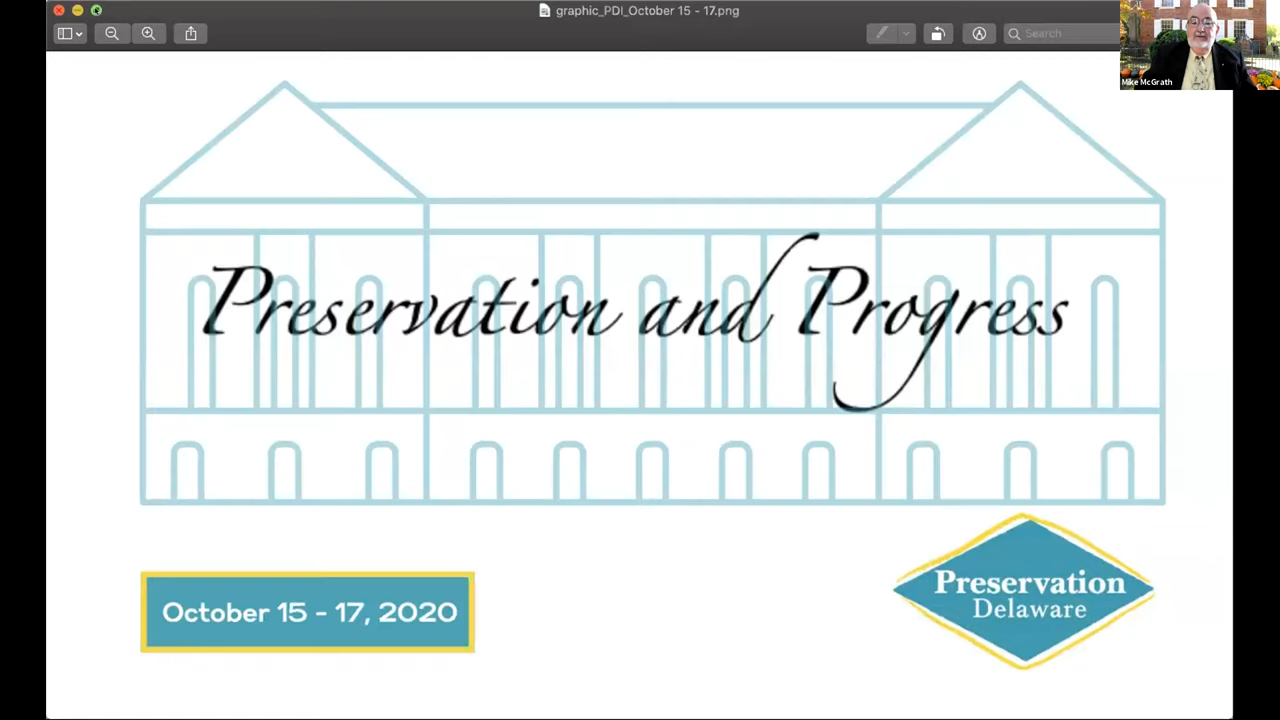 graphic_PDI_October 15 - 17.png
Search
Mike McGrath
Preservation and Progress
October 15 - 17, 2020
Preservation
Delaware